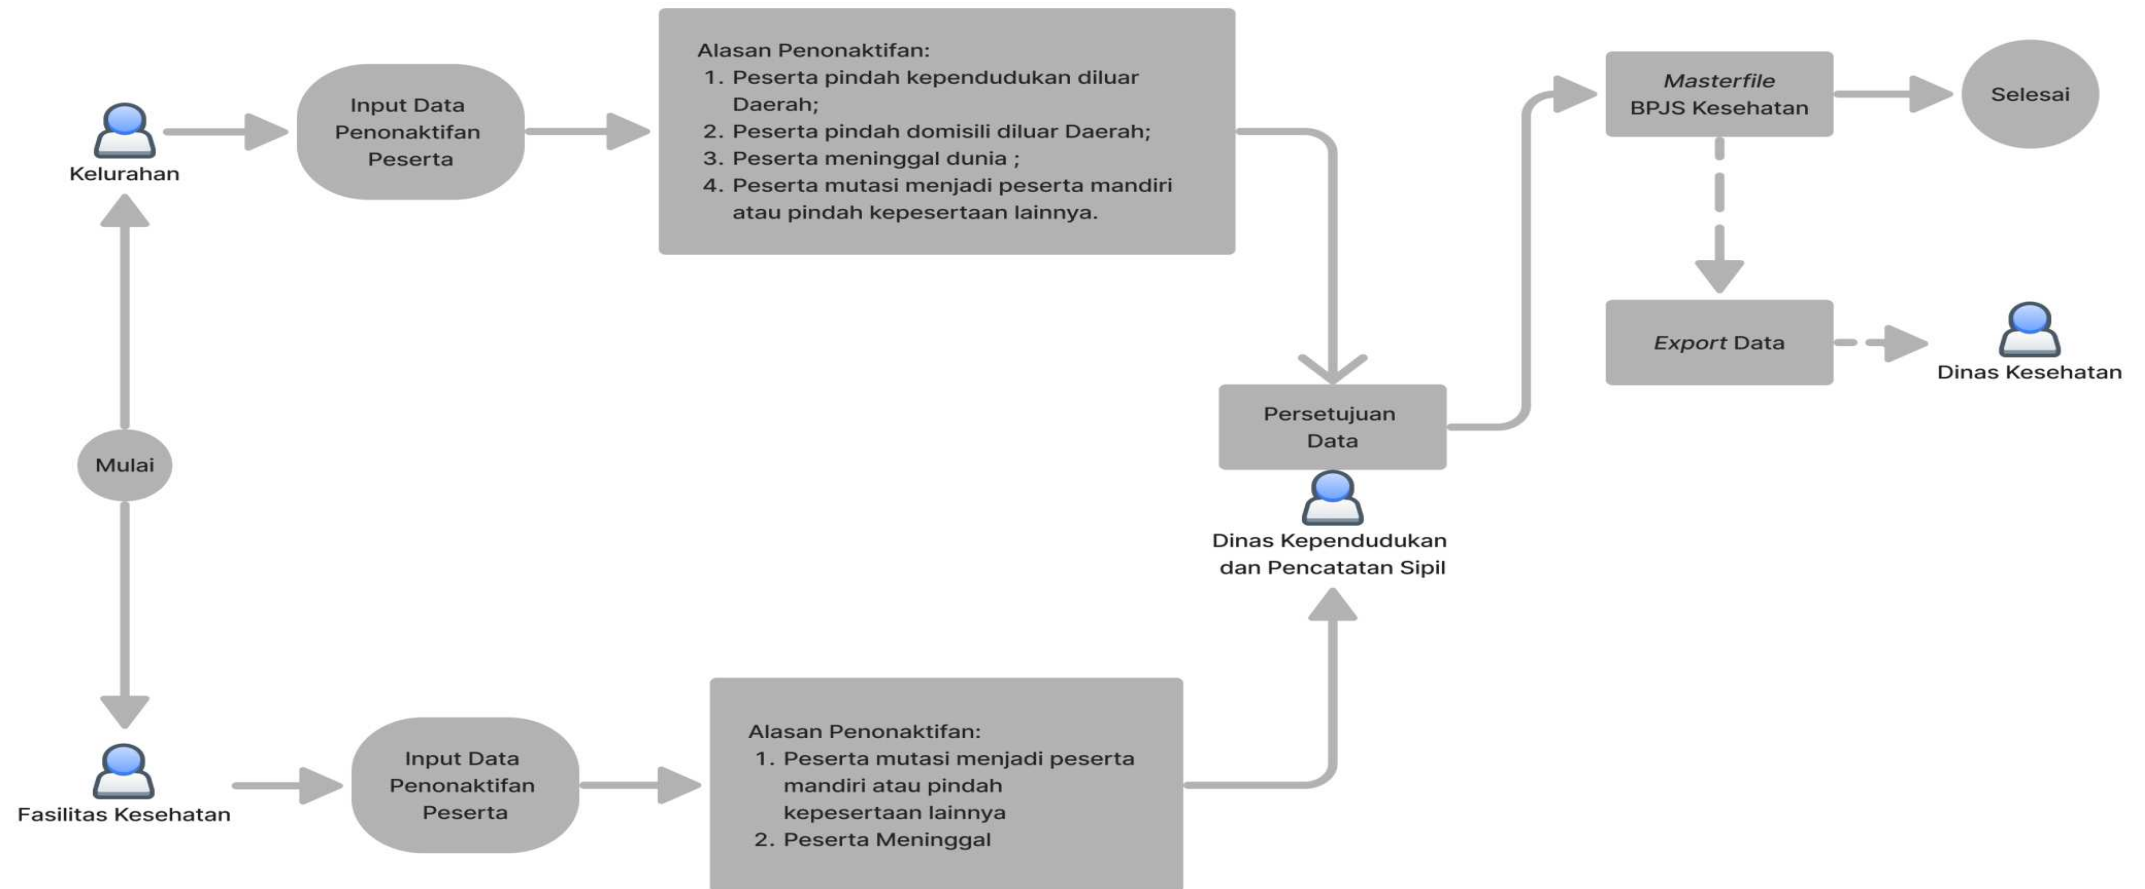 Alasan Penonaktifan:
1. Peserta pindah kependudukan diluar
Daerah;
2. Peserta pindah domisili diluar Daerah;
3. Peserta meninggal dunia ;
4. Peserta mutasi menjadi peserta mandiri
atau pindah kepesertaan lainnya.
Input Data
Penonaktifan
Peserta
Kelurahan
Masterfile
BPJS Kesehatan
Selesai
Export Data
Dinas Kesehatan
Mulai
Persetujuan
Data
Dinas Kependudukan
dan Pencatatan Sipil
Fasilitas Kesehatan
Input Data
Penonaktifan
Peserta
Alasan Penonaktifan:
1. Peserta mutasi menjadi peserta
mandiri atau pindah
kepesertaan lainnya
2. Peserta Meninggal